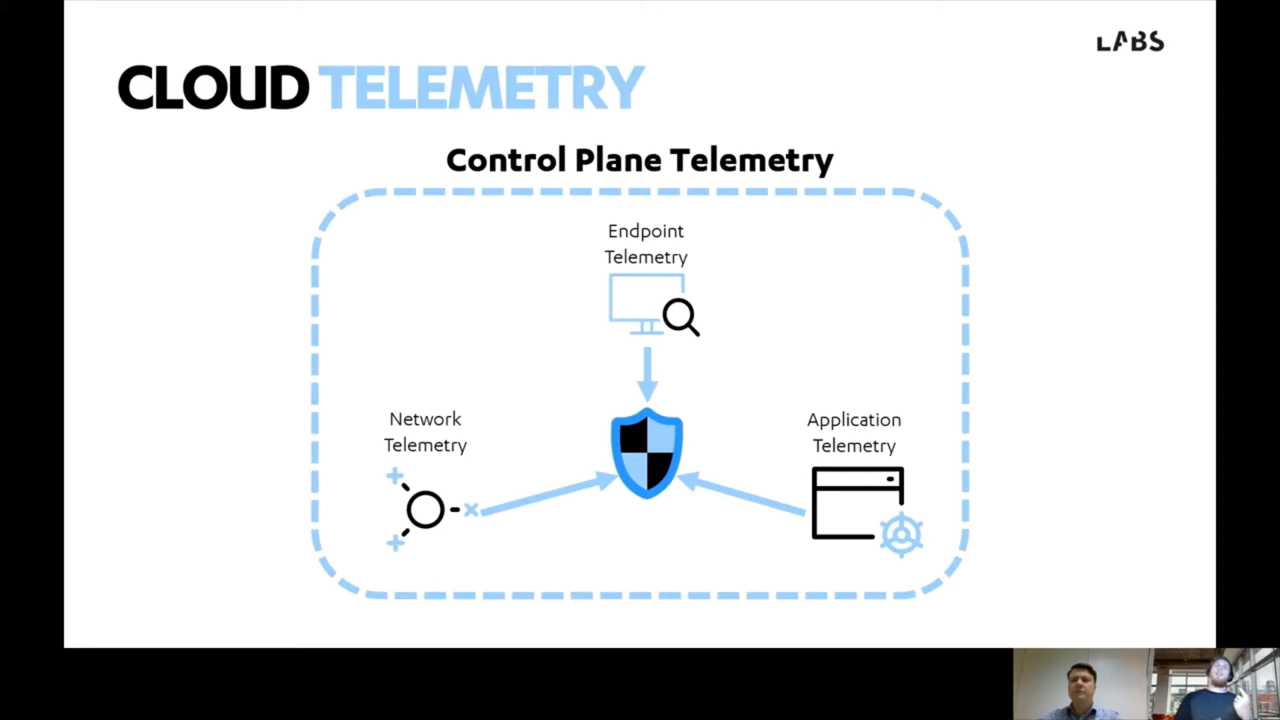 LABS
CLOUD TELEMETRY
Control Plane Telemetry
Endpoint
Telemetry
Network
Telemetry
Application
Telemetry